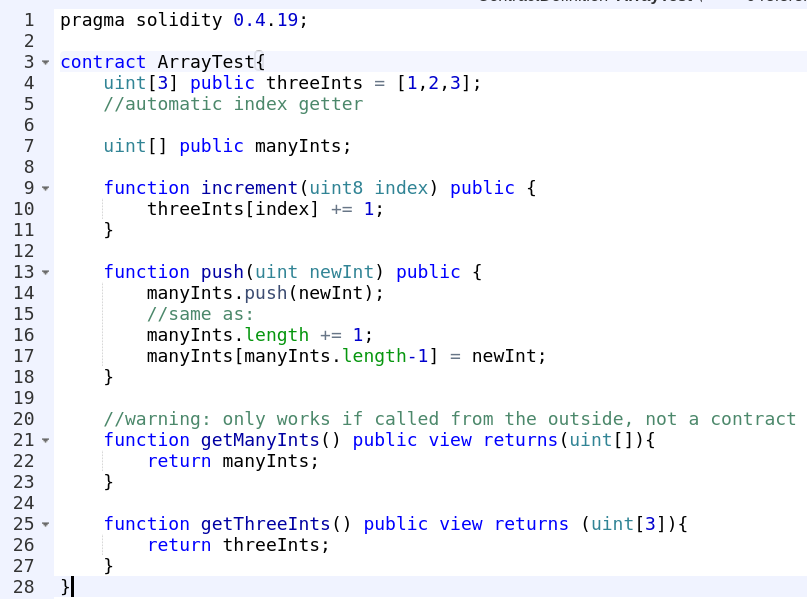 1 pragma solidity 0.4.19;
2
3 contract ArrayTest{
4     uint[3] public threeInts = [1,2,3];
5     //automatic index getter
6
7     uint[] public manyInts;
8
9     function increment(uint8 index) public {
10         threeInts[index] += 1;
11     }
12
13     function push(uint newInt) public {
14         manyInts.push(newInt);
15         //same as:
16         manyInts.length += 1;
17         manyInts[manyInts.length-1] = newInt;
18     }
19
20     //warning: only works if called from the outside, not a contract
21     function getManyInts() public view returns(uint[]){
22         return manyInts;
23     }
24
25     function getThreeInts() public view returns (uint[3]){
26         return threeInts;
27     }
28 }